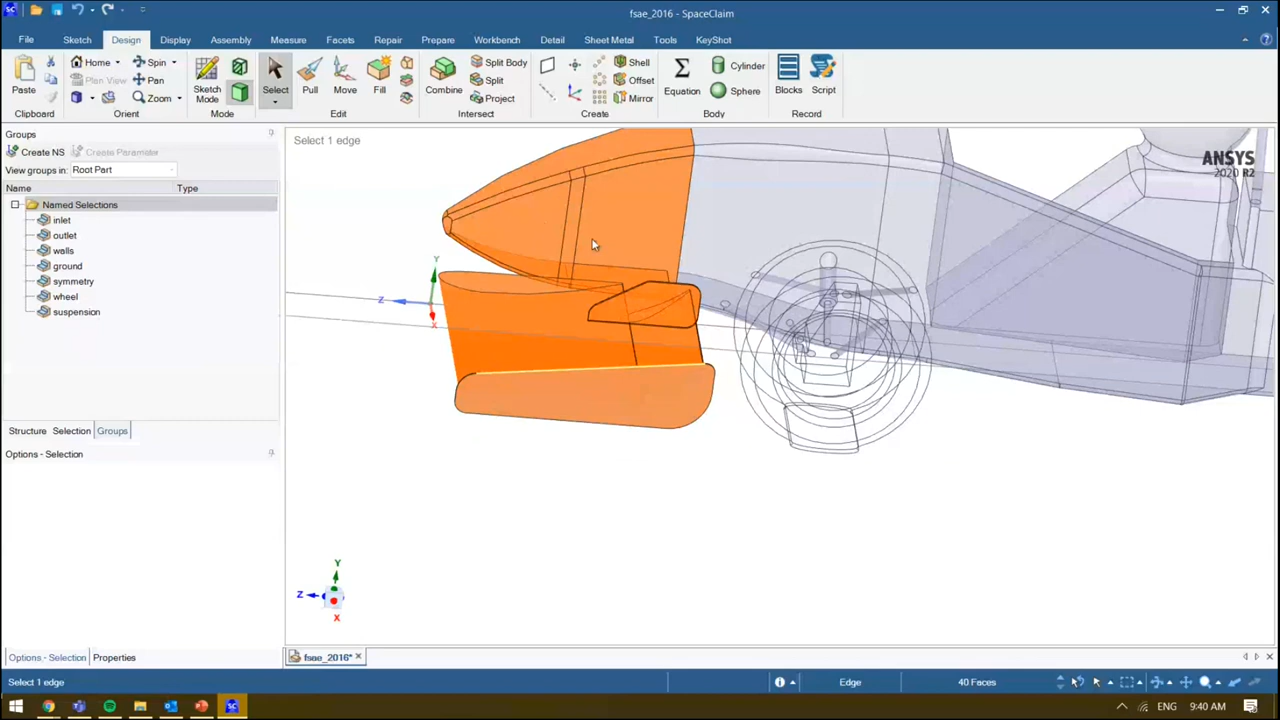 fsae_2016 - SpaceClaim
File Sketch Design Display Assembly Measure Facets Repair Prepare Workbench Detail Sheet Metal Tools KeyShot
Paste
Clipboard
Home Spin
Plan View Pan
Zoom
Orient
Sketch Mode
Mode
Select Pull Move Fill
Edit
Combine
Split Body
Split
Project
Intersect
Shell
Offset
Mirror
Create
Equation
Cylinder
Sphere
Body
Blocks Script
Record
Groups
Create NS Create Parameter
View groups in: Root Part
Name Type
Named Selections
inlet
outlet
walls
ground
symmetry
wheel
suspension
Structure Selection Groups
Options - Selection
Options - Selection Properties
Select 1 edge
ANSYS
2020 R2
Y
Z
X
Y
Z
X
fsae_2016*
Select 1 edge Edge 40 Faces
ENG 9:40 AM